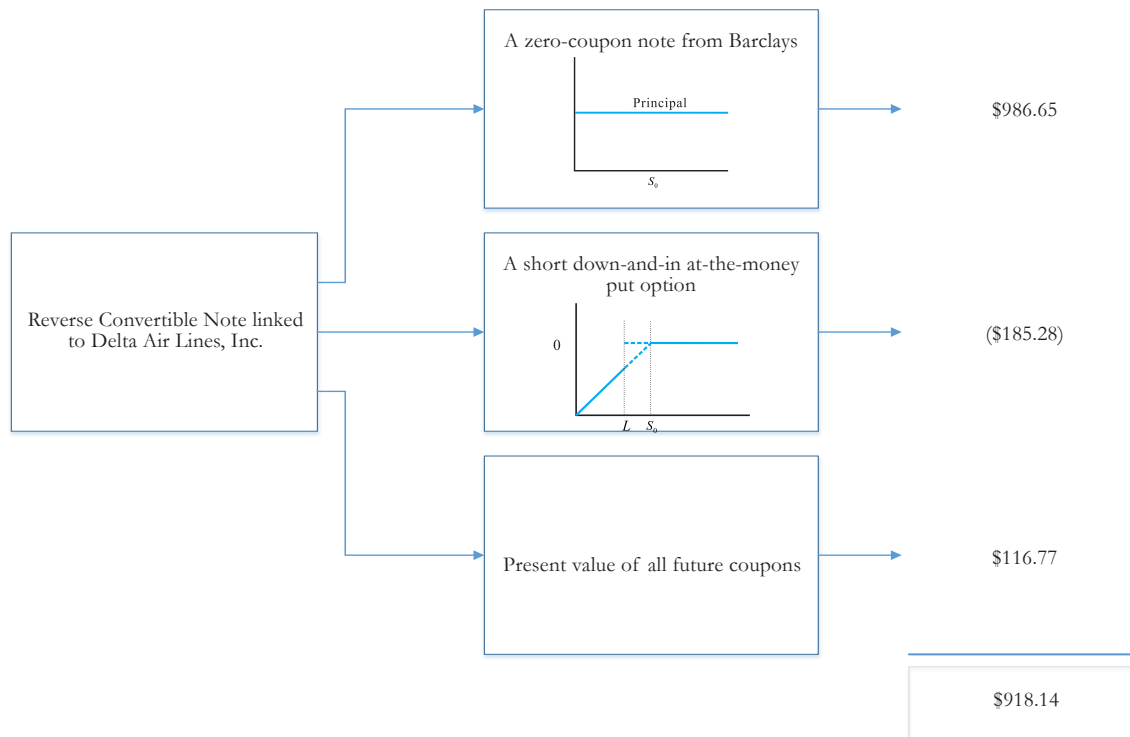 A zero-coupon note from Barclays
Principal
S₀
$986.65
Reverse Convertible Note linked
to Delta Air Lines, Inc.
A short down-and-in at-the-money
put option
0
L S₀
($185.28)
Present value of all future coupons
$116.77
$918.14